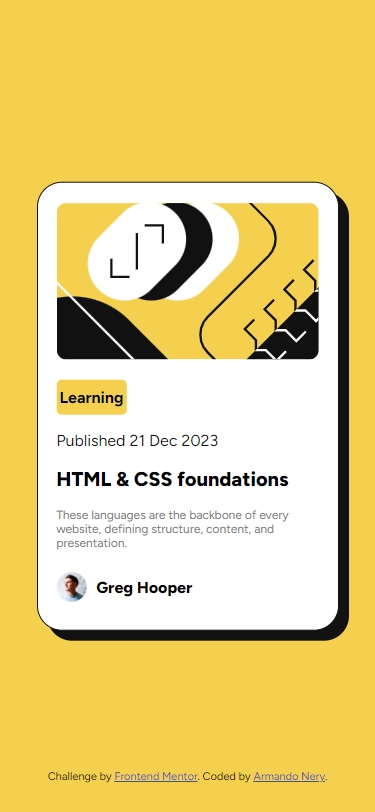 Learning
Published 21 Dec 2023
HTML & CSS foundations
These languages are the backbone of every
website, defining structure, content, and
presentation.
Greg Hooper
Challenge by Frontend Mentor. Coded by Armando Nery.